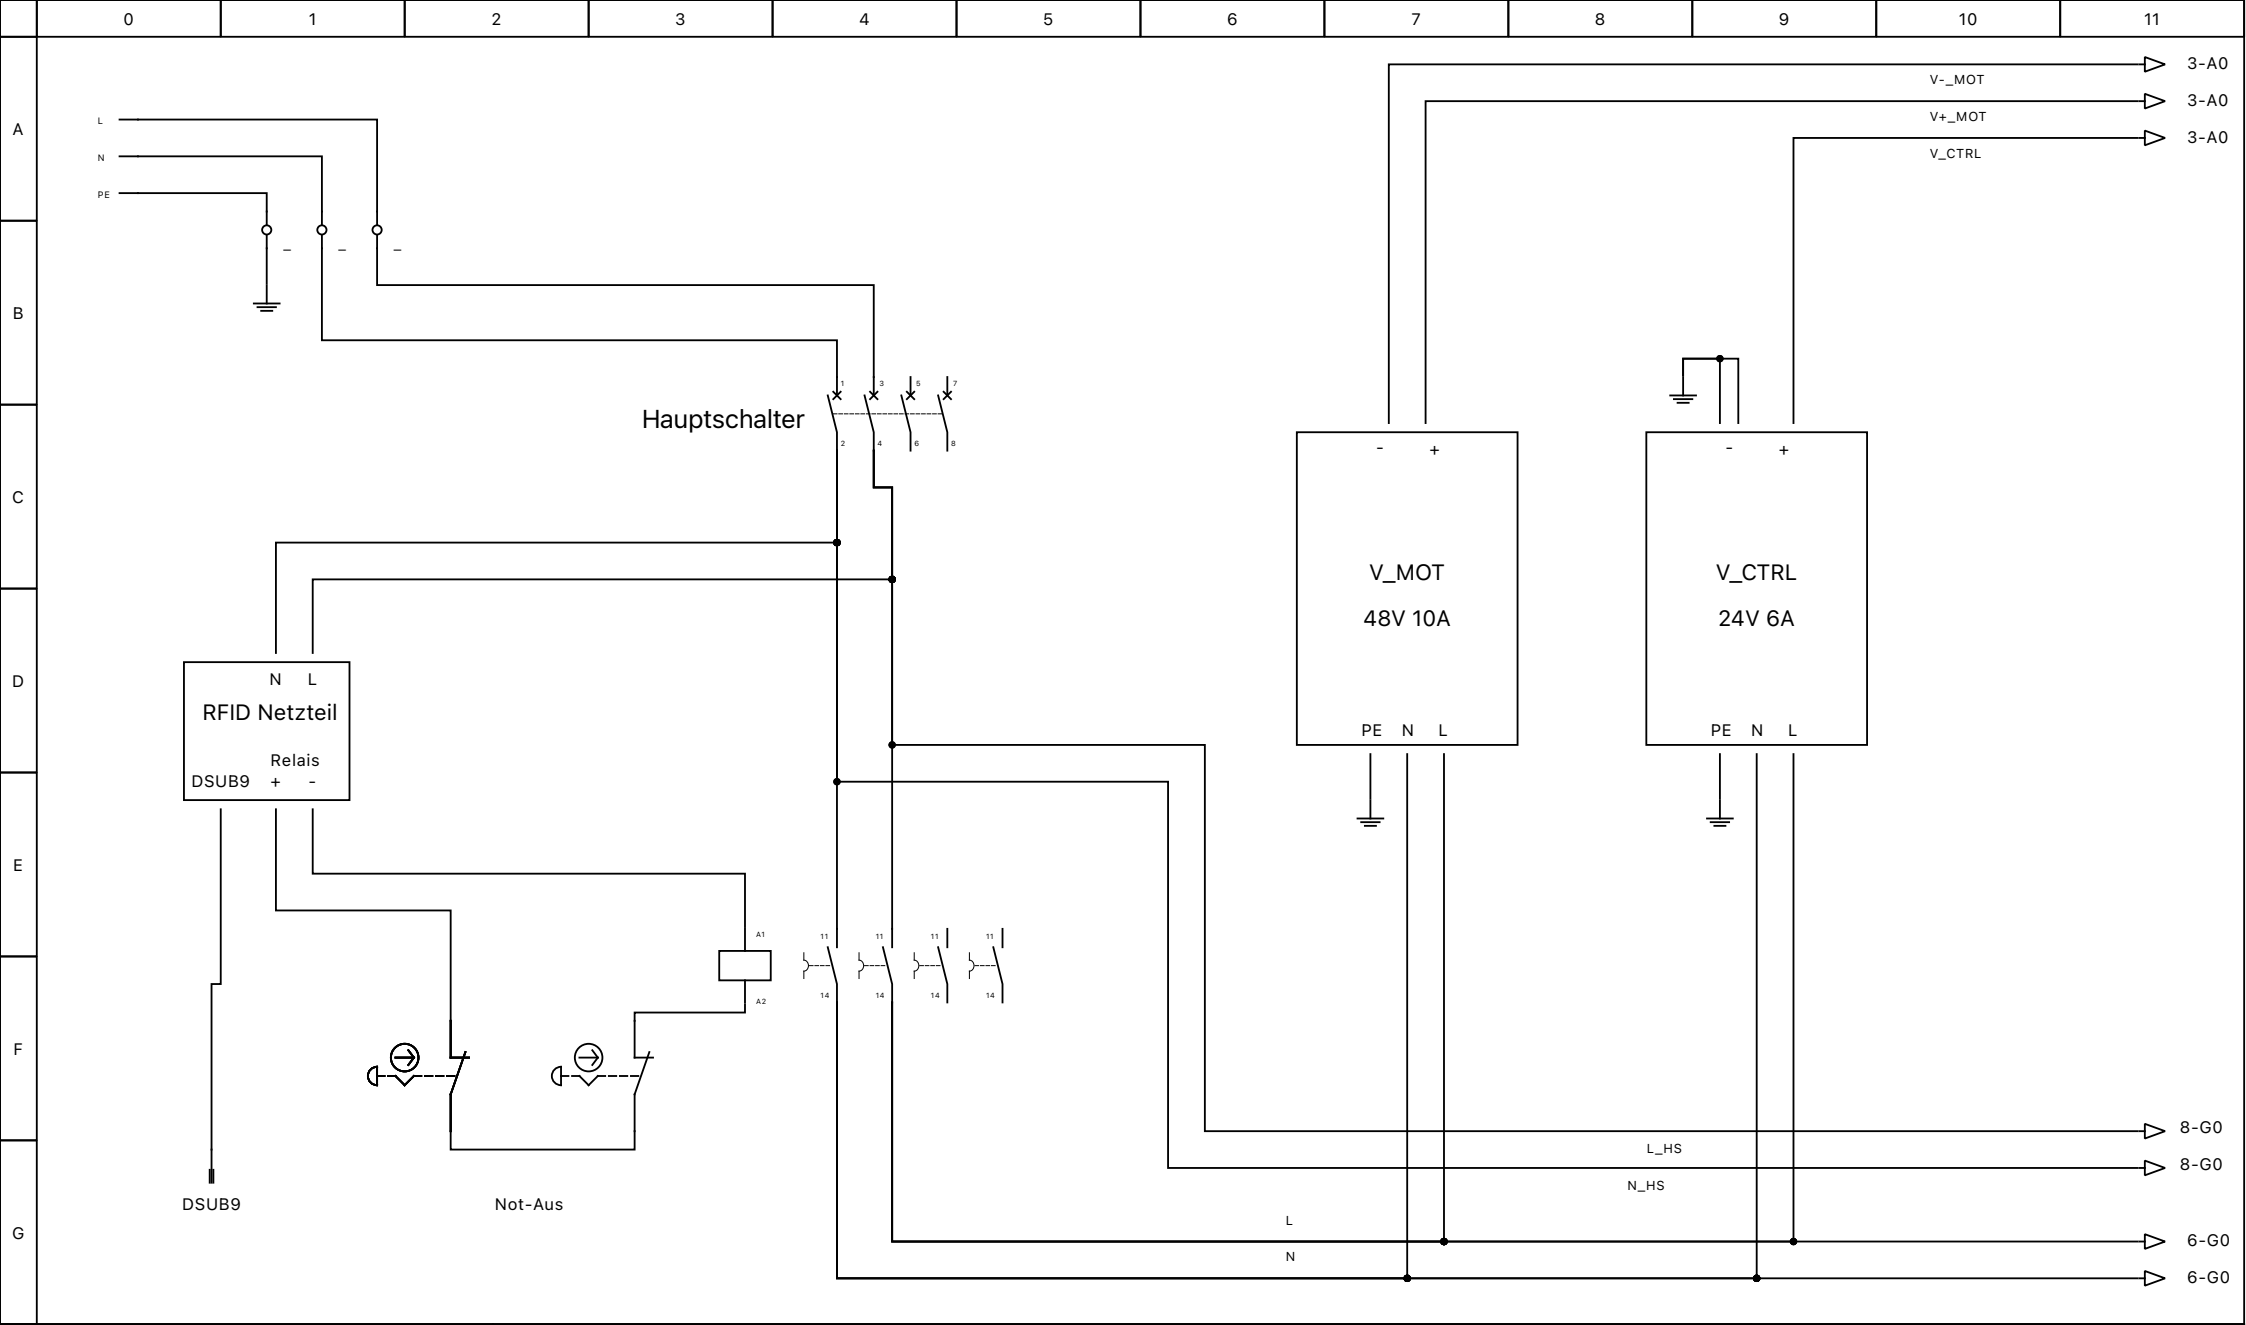 0 1 2 3 4 5 6 7 8 9 10 11
A
B
C
D
E
F
G
L
N
PE
–
–
–
V-_MOT
3-A0
V+_MOT
3-A0
V_CTRL
3-A0
Hauptschalter
1 3 5 7
2 4 6 8
- +
V_MOT
48V 10A
PE N L
- +
V_CTRL
24V 6A
PE N L
N L
RFID Netzteil
Relais
DSUB9 + -
A1
A2
11 11 11 11
14 14 14 14
DSUB9
Not-Aus
L_HS
8-G0
N_HS
8-G0
L
6-G0
N
6-G0